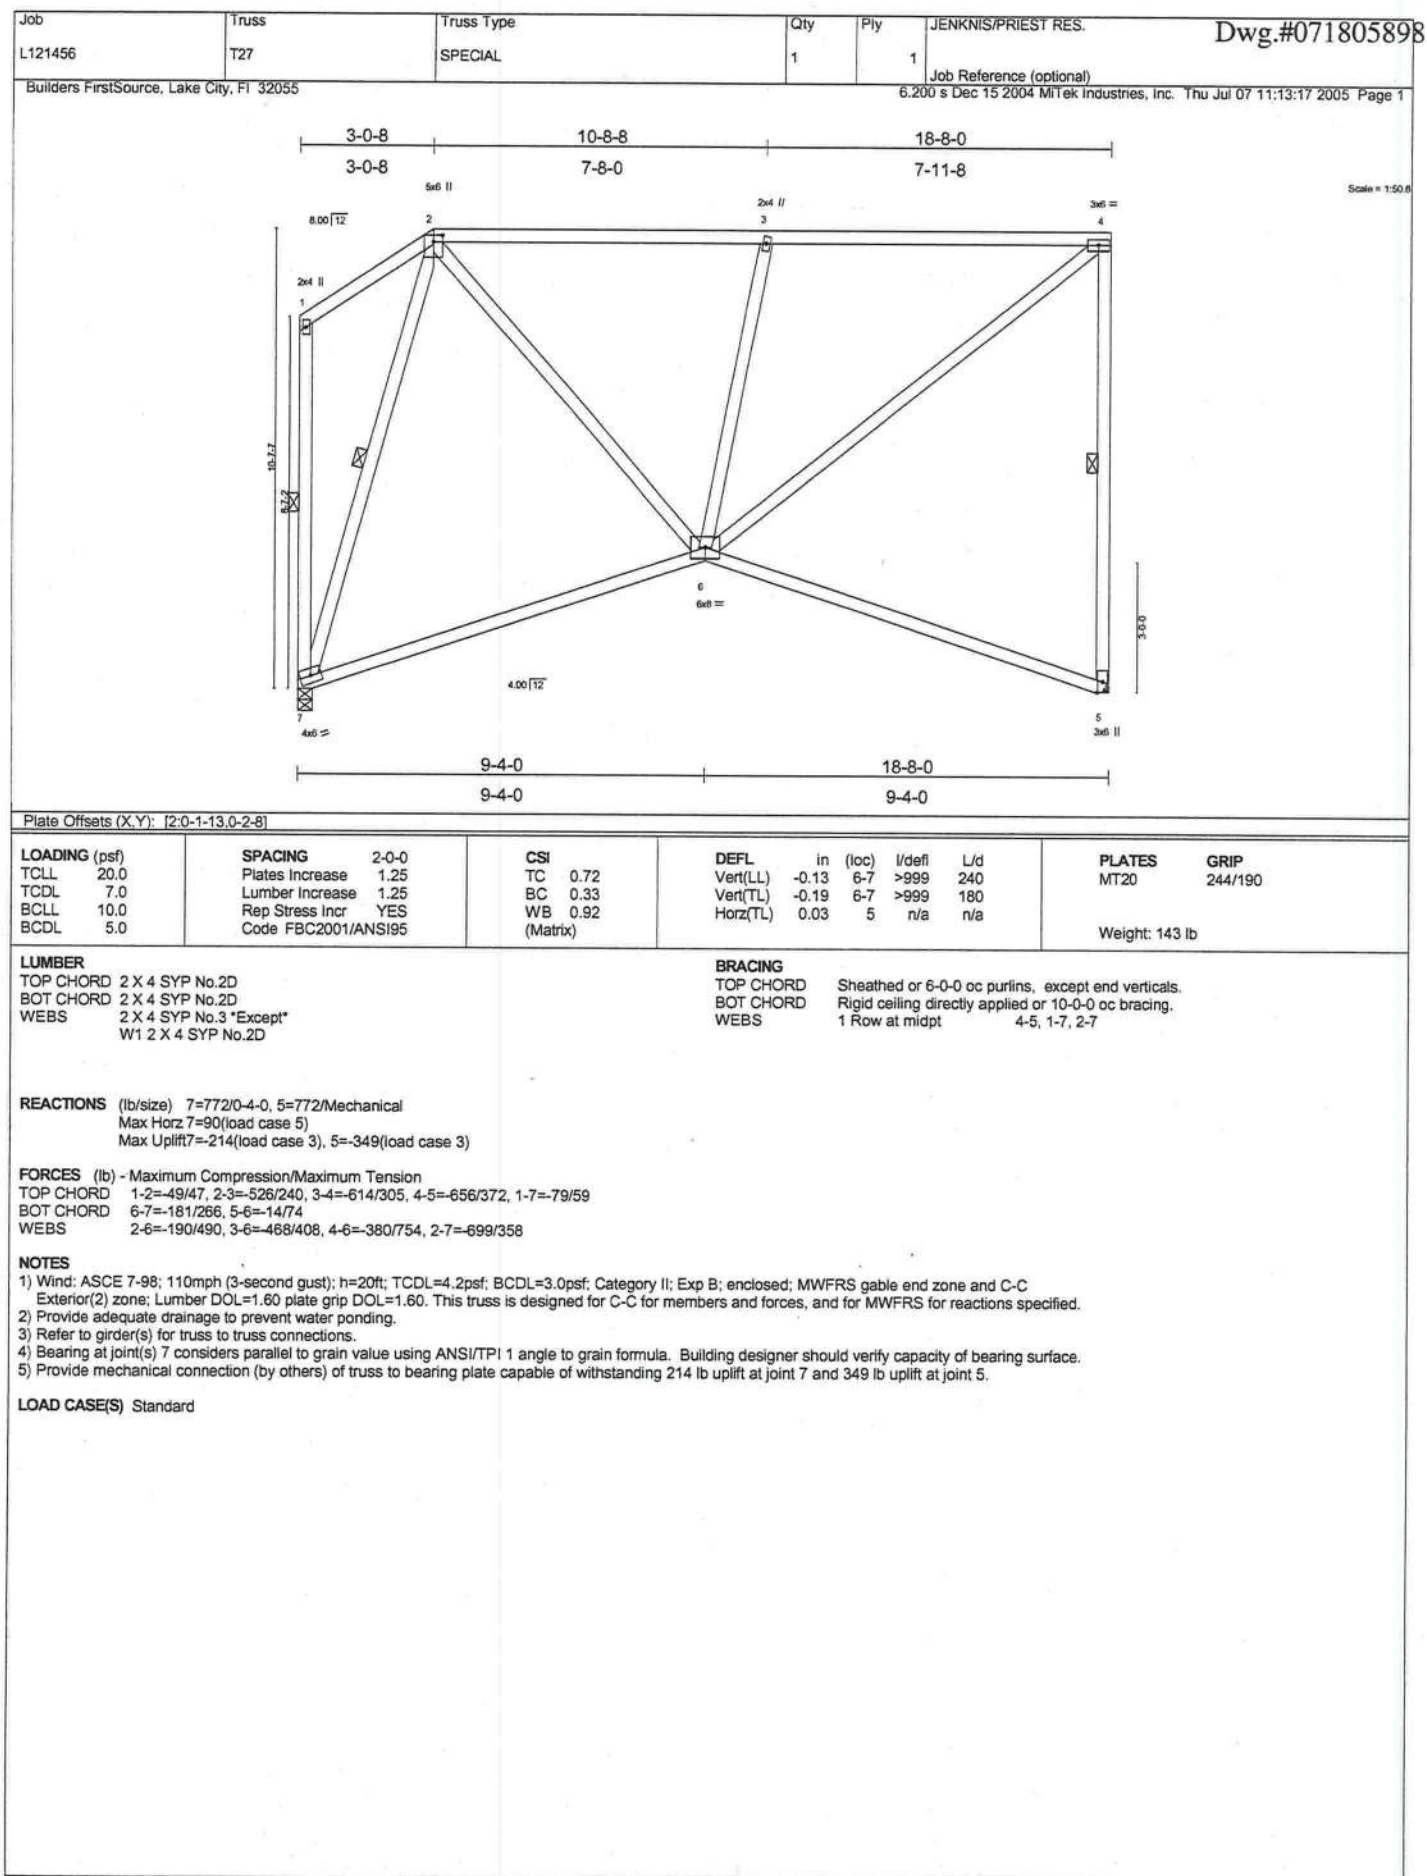 Job Truss Truss Type Qty Ply JENKNIS/PRIEST RES. Dwg.#071805898
L121456 T27 SPECIAL 1 1
Job Reference (optional)
Builders FirstSource, Lake City, Fl 32055 6.200 s Dec 15 2004 MiTek Industries, Inc. Thu Jul 07 11:13:17 2005 Page 1
3-0-8 10-8-8 18-8-0
3-0-8 7-8-0 7-11-8
Scale = 1:50.8
5x6 || 2x4 // 3x6 =
8.00 12 2 3 4
2x4 ||
1
10-7-7
8-7-2
6
6x8 =
3-0-0
4.00 12
7 5
4x6 = 3x6 ||
9-4-0 18-8-0
9-4-0 9-4-0
Plate Offsets (X,Y): [2:0-1-13,0-2-8]
LOADING (psf) SPACING 2-0-0 CSI DEFL in (loc) l/defl L/d PLATES GRIP
TCLL 20.0 Plates Increase 1.25 TC 0.72 Vert(LL) -0.13 6-7 >999 240 MT20 244/190
TCDL 7.0 Lumber Increase 1.25 BC 0.33 Vert(TL) -0.19 6-7 >999 180
BCLL 10.0 Rep Stress Incr YES WB 0.92 Horz(TL) 0.03 5 n/a n/a
BCDL 5.0 Code FBC2001/ANSI95 (Matrix) Weight: 143 lb
LUMBER BRACING
TOP CHORD 2 X 4 SYP No.2D TOP CHORD Sheathed or 6-0-0 oc purlins, except end verticals.
BOT CHORD 2 X 4 SYP No.2D BOT CHORD Rigid ceiling directly applied or 10-0-0 oc bracing.
WEBS 2 X 4 SYP No.3 *Except* WEBS 1 Row at midpt 4-5, 1-7, 2-7
W1 2 X 4 SYP No.2D
REACTIONS (lb/size) 7=772/0-4-0, 5=772/Mechanical
Max Horz 7=90(load case 5)
Max Uplift7=-214(load case 3), 5=-349(load case 3)
FORCES (lb) - Maximum Compression/Maximum Tension
TOP CHORD 1-2=-49/47, 2-3=-526/240, 3-4=-614/305, 4-5=-656/372, 1-7=-79/59
BOT CHORD 6-7=-181/266, 5-6=-14/74
WEBS 2-6=-190/490, 3-6=-468/408, 4-6=-380/754, 2-7=-699/358
NOTES
1) Wind: ASCE 7-98; 110mph (3-second gust); h=20ft; TCDL=4.2psf; BCDL=3.0psf; Category II; Exp B; enclosed; MWFRS gable end zone and C-C
Exterior(2) zone; Lumber DOL=1.60 plate grip DOL=1.60. This truss is designed for C-C for members and forces, and for MWFRS for reactions specified.
2) Provide adequate drainage to prevent water ponding.
3) Refer to girder(s) for truss to truss connections.
4) Bearing at joint(s) 7 considers parallel to grain value using ANSI/TPI 1 angle to grain formula. Building designer should verify capacity of bearing surface.
5) Provide mechanical connection (by others) of truss to bearing plate capable of withstanding 214 lb uplift at joint 7 and 349 lb uplift at joint 5.
LOAD CASE(S) Standard